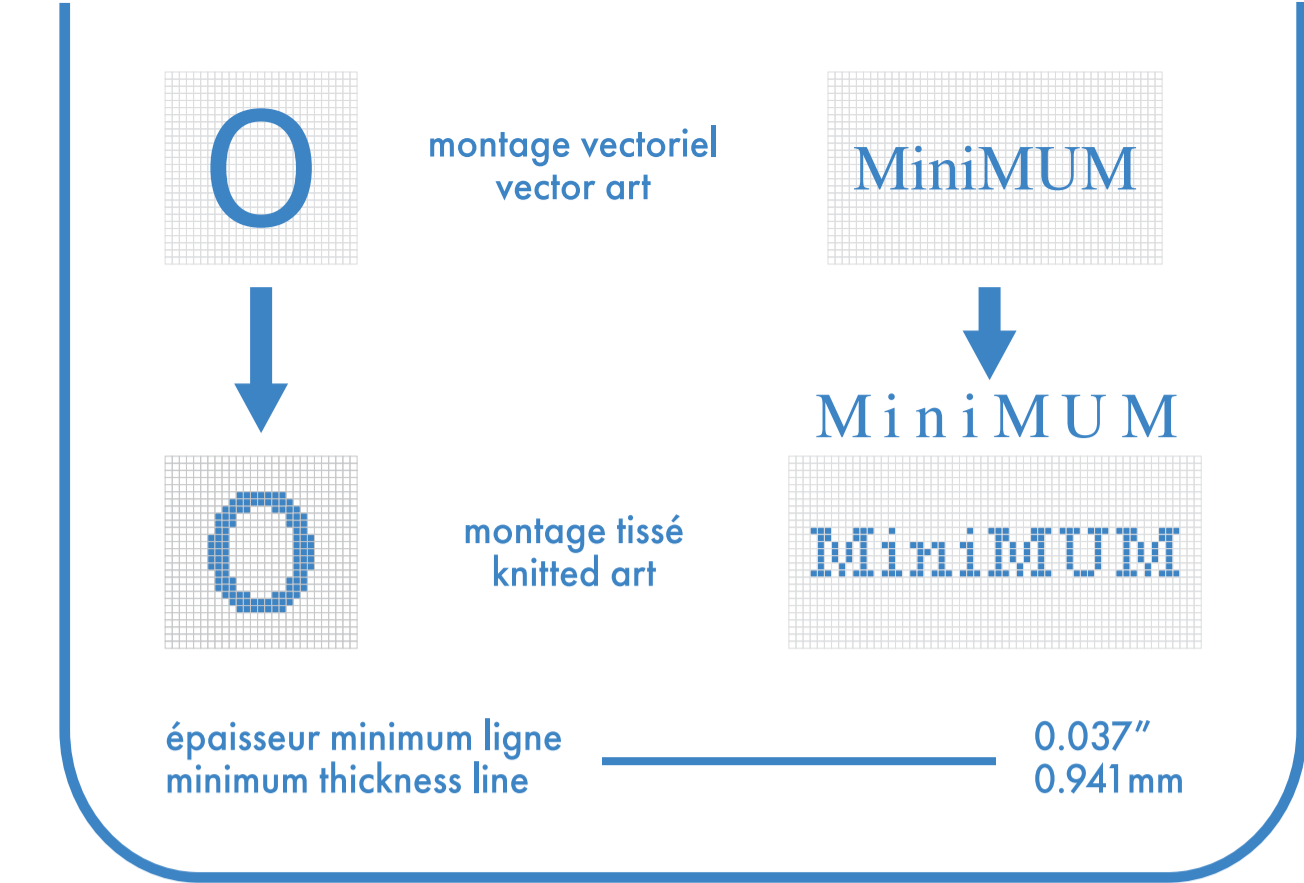 O
montage vectoriel
vector art
MiniMUM
MiniMUM
O
montage tissé
knitted art
MiniMUM
épaisseur minimum ligne
minimum thickness line
0.037″
0.941mm